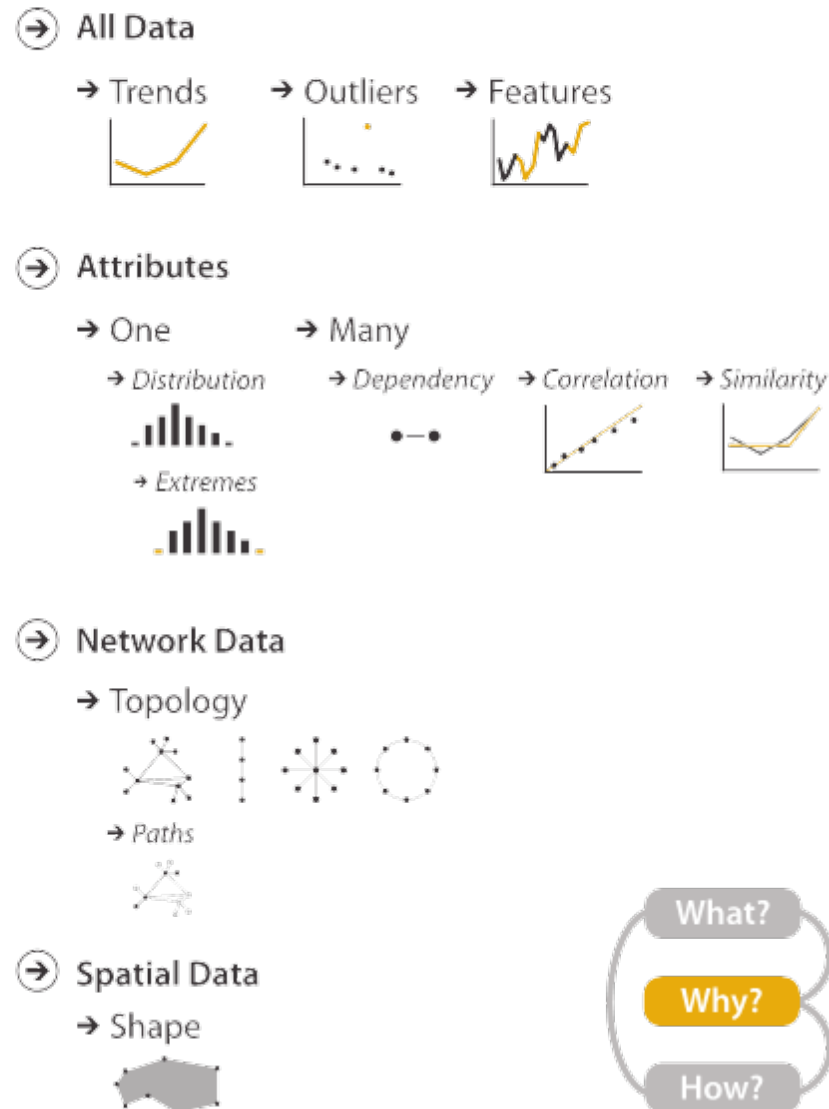 All Data
→ Trends → Outliers → Features
Attributes
→ One → Many
→ Distribution → Dependency → Correlation → Similarity
→ Extremes
Network Data
→ Topology
→ Paths
What?
Spatial Data
Why?
→ Shape
How?